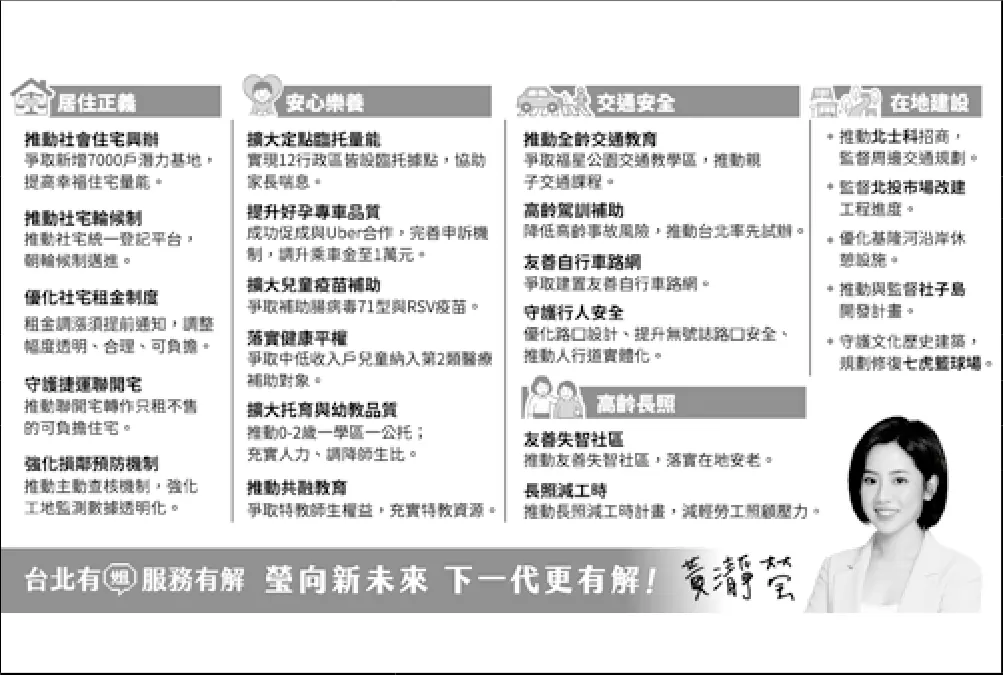 居住正義
推動社會住宅興辦
爭取新增7000戶潛力基地，
提高幸福住宅量能。
推動社宅輪候制
推動社宅統一登記平台，
朝輪候制邁進。
優化社宅租金制度
租金調漲須提前通知，調整
幅度透明、合理、可負擔。
守護捷運聯開宅
推動聯開宅轉作只租不售
的可負擔住宅。
強化損鄰預防機制
推動主動查核機制，強化
工地監測數據透明化。
安心樂養
擴大定點臨托量能
實現12行政區皆設臨托據點，協助
家長喘息。
提升好孕專車品質
成功促成與Uber合作，完善申訴機
制，調升乘車金至1萬元。
擴大兒童疫苗補助
爭取補助腸病毒71型與RSV疫苗。
落實健康平權
爭取中低收入戶兒童納入第2類醫療
補助對象。
擴大托育與幼教品質
推動0-2歲一學區一公托；
充實人力、調降師生比。
推動共融教育
爭取特教師生權益，充實特教資源。
交通安全
推動全齡交通教育
爭取福星公園交通教學區，推動親
子交通課程。
高齡駕訓補助
降低高齡事故風險，推動台北率先試辦。
友善自行車路網
爭取建置友善自行車路網。
守護行人安全
優化路口設計、提升無號誌路口安全、
推動人行道實體化。
高齡長照
友善失智社區
推動友善失智社區，落實在地安老。
長照減工時
推動長照減工時計畫，減輕勞工照顧壓力。
在地建設
• 推動北士科招商，
監督周邊交通規劃。
• 監督北投市場改建
工程進度。
• 優化基隆河沿岸休
憩設施。
• 推動與監督社子島
開發計畫。
• 守護文化歷史建築，
規劃修復七虎籃球場。
台北有姐服務有解 瑩向新未來 下一代更有解！
黃瀞瑩